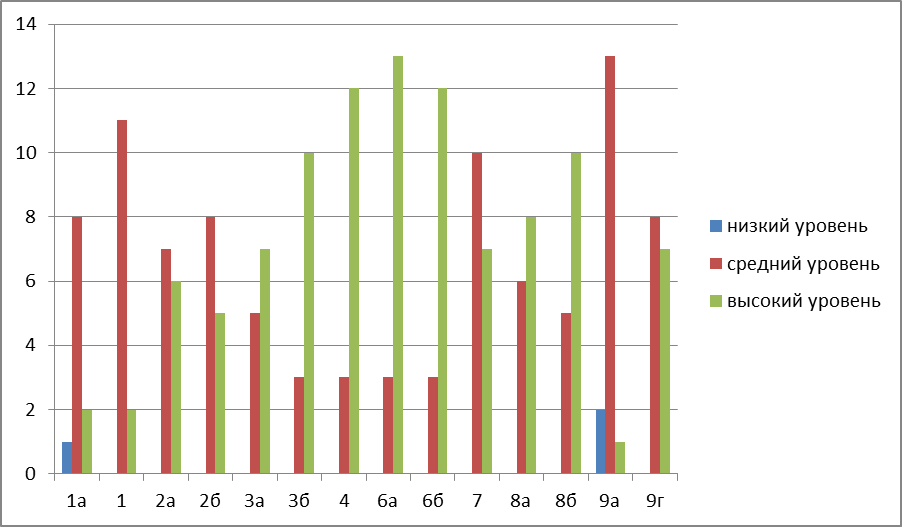 14
12
10
8
6
4
2
0
1а 1 2а 2б 3а 3б 4 6а 6б 7 8а 8б 9а 9г
низкий уровень
средний уровень
высокий уровень